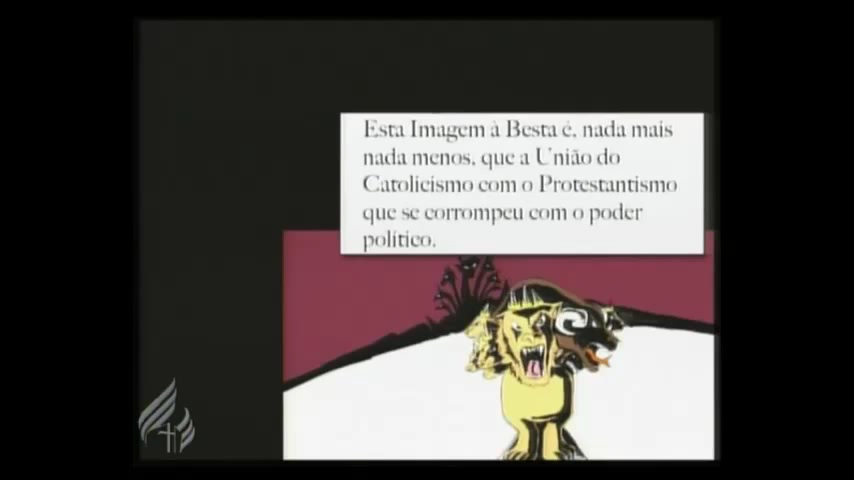 Esta Imagem à Besta é, nada mais
nada menos, que a União do
Catolicismo com o Protestantismo
que se corrompeu com o poder
político.